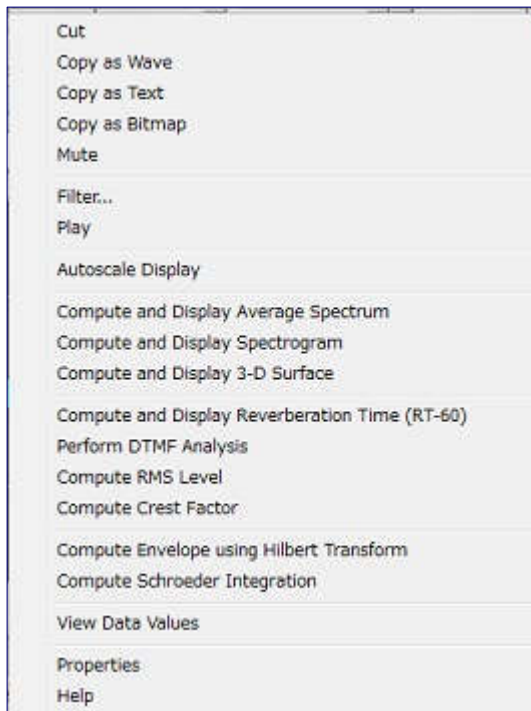 Cut
Copy as Wave
Copy as Text
Copy as Bitmap
Mute
Filter...
Play
Autoscale Display
Compute and Display Average Spectrum
Compute and Display Spectrogram
Compute and Display 3-D Surface
Compute and Display Reverberation Time (RT-60)
Perform DTMF Analysis
Compute RMS Level
Compute Crest Factor
Compute Envelope using Hilbert Transform
Compute Schroeder Integration
View Data Values
Properties
Help